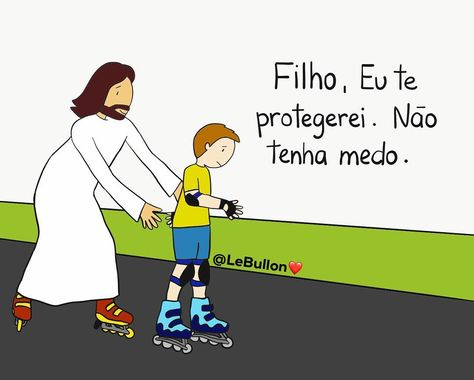 Filho, Eu te
protegerei. Não
tenha medo.
@LeBullon❤️